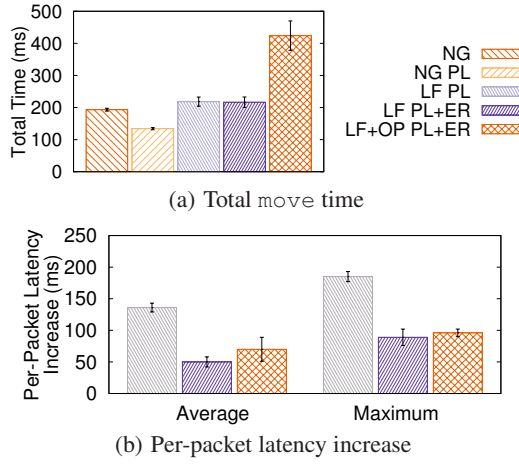 500
400
300
200
100
0
Total Time (ms)
NG
NG PL
LF PL
LF PL+ER
LF+OP PL+ER
(a) Total move time
250
200
150
100
50
0
Per-Packet Latency
Increase (ms)
Average Maximum
(b) Per-packet latency increase